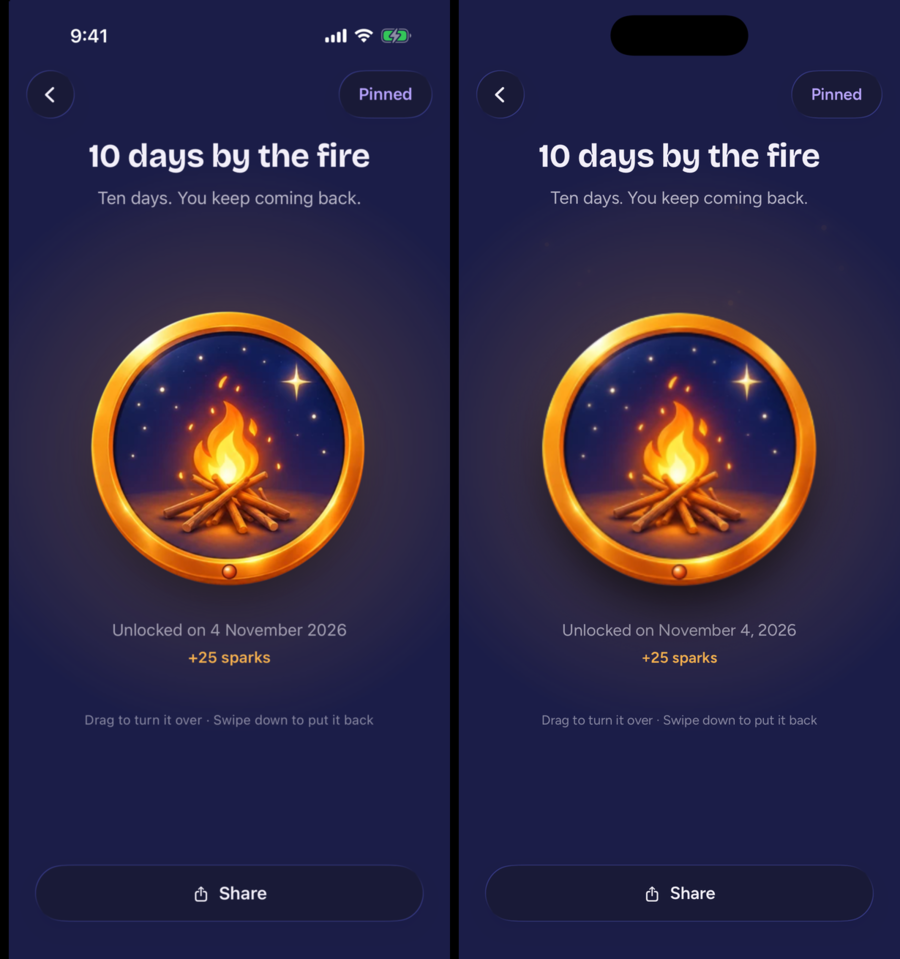 9:41
Pinned
10 days by the fire
Ten days. You keep coming back.
Unlocked on 4 November 2026
+25 sparks
Drag to turn it over · Swipe down to put it back
Share
Pinned
10 days by the fire
Ten days. You keep coming back.
Unlocked on November 4, 2026
+25 sparks
Drag to turn it over · Swipe down to put it back
Share